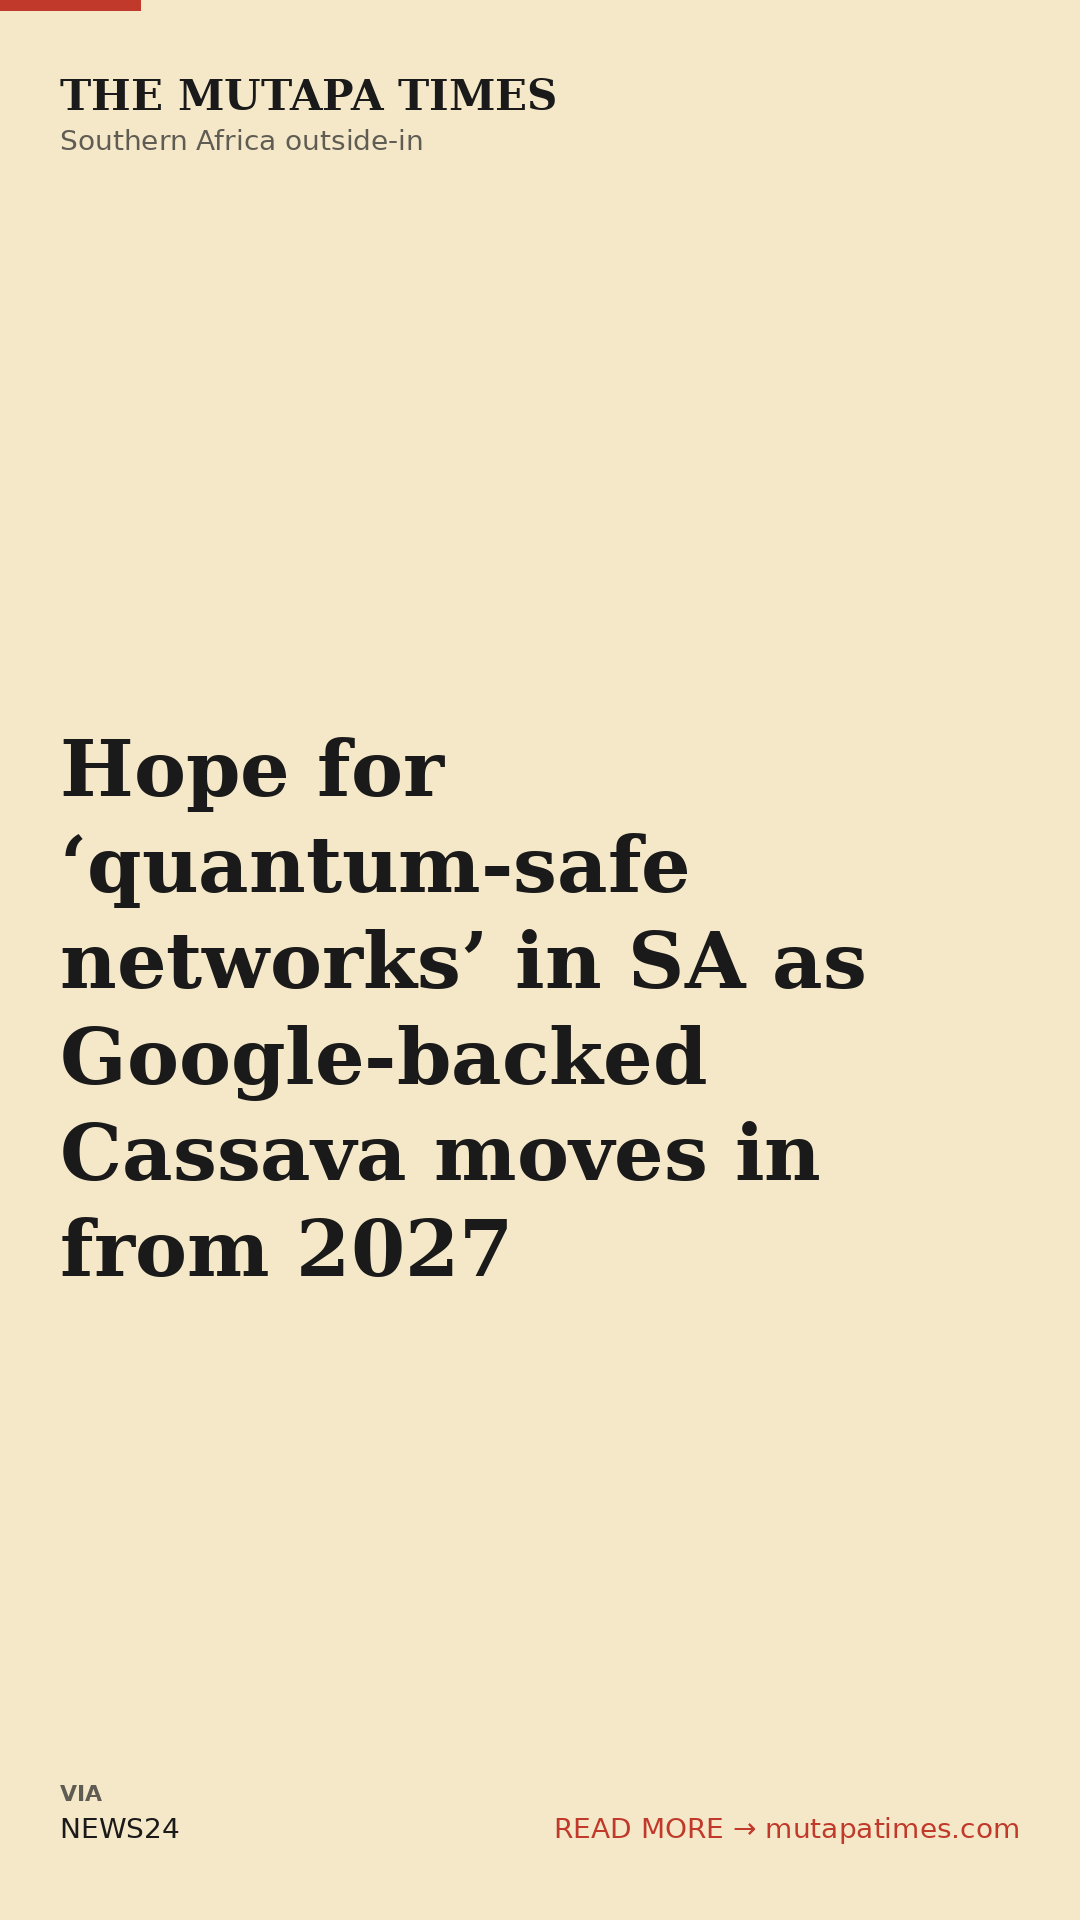 THE MUTAPA TIMES
Southern Africa outside-in
Hope for
‘quantum-safe
networks’ in SA as
Google-backed
Cassava moves in
from 2027
VIA
NEWS24
READ MORE → mutapatimes.com